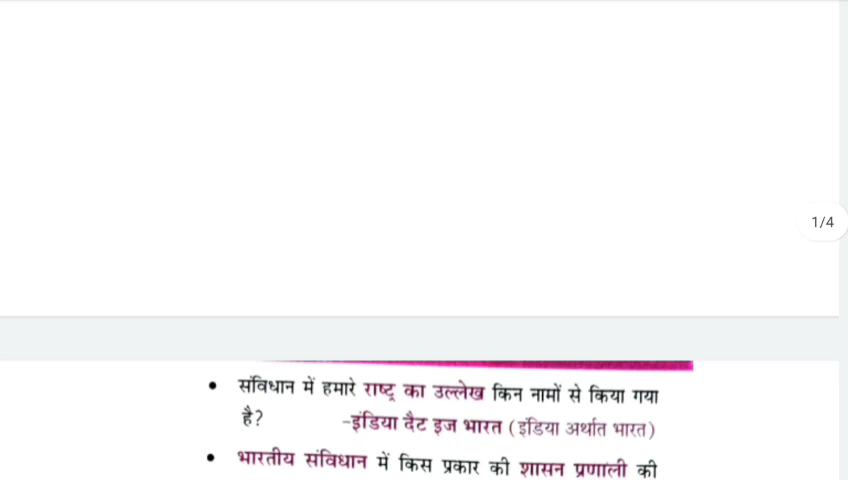 1/4
• संविधान में हमारे राष्ट्र का उल्लेख किन नामों से किया गया
है? -इंडिया दैट इज भारत (इंडिया अर्थात भारत)
• भारतीय संविधान में किस प्रकार की शासन प्रणाली की